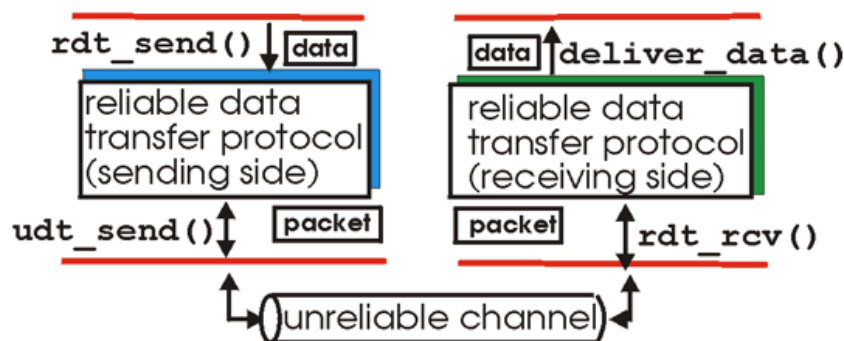 rdt_send()
data
data
deliver_data()
reliable data
transfer protocol
(sending side)
reliable data
transfer protocol
(receiving side)
udt_send()
packet
packet
rdt_rcv()
unreliable channel